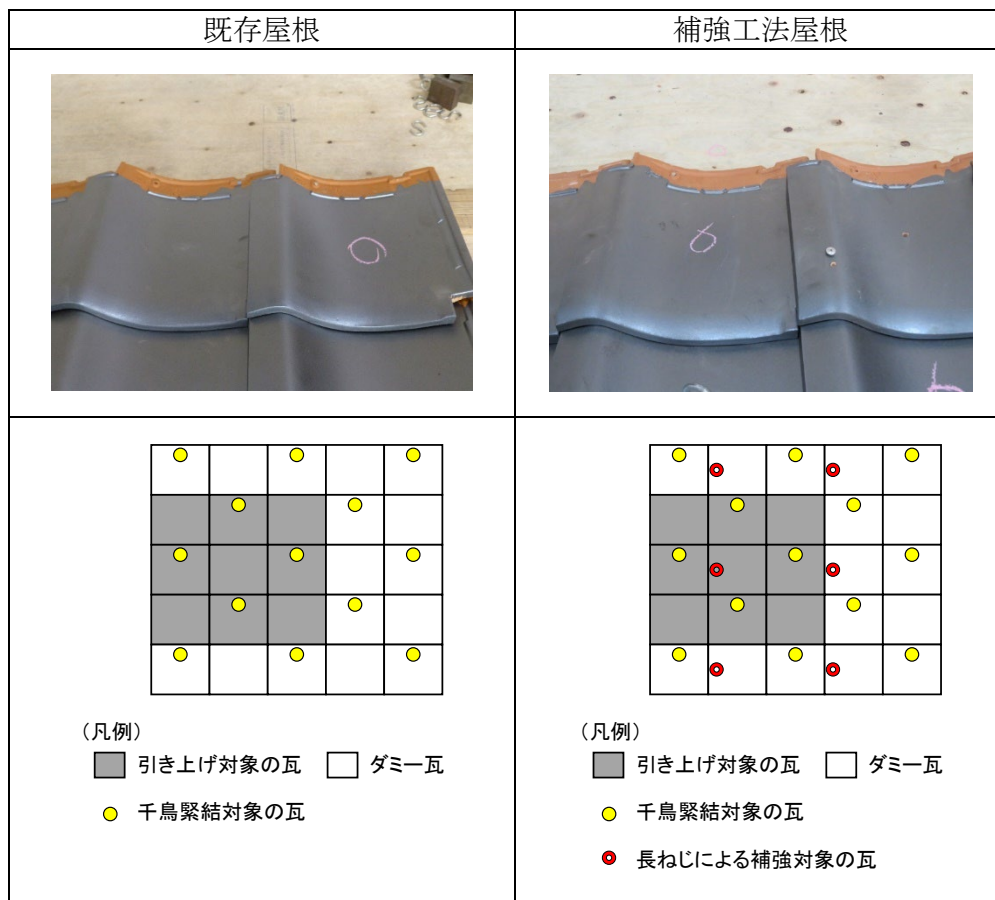 既存屋根
補強工法屋根
(凡例)
引き上げ対象の瓦
ダミー瓦
千鳥緊結対象の瓦
(凡例)
引き上げ対象の瓦
ダミー瓦
千鳥緊結対象の瓦
長ねじによる補強対象の瓦